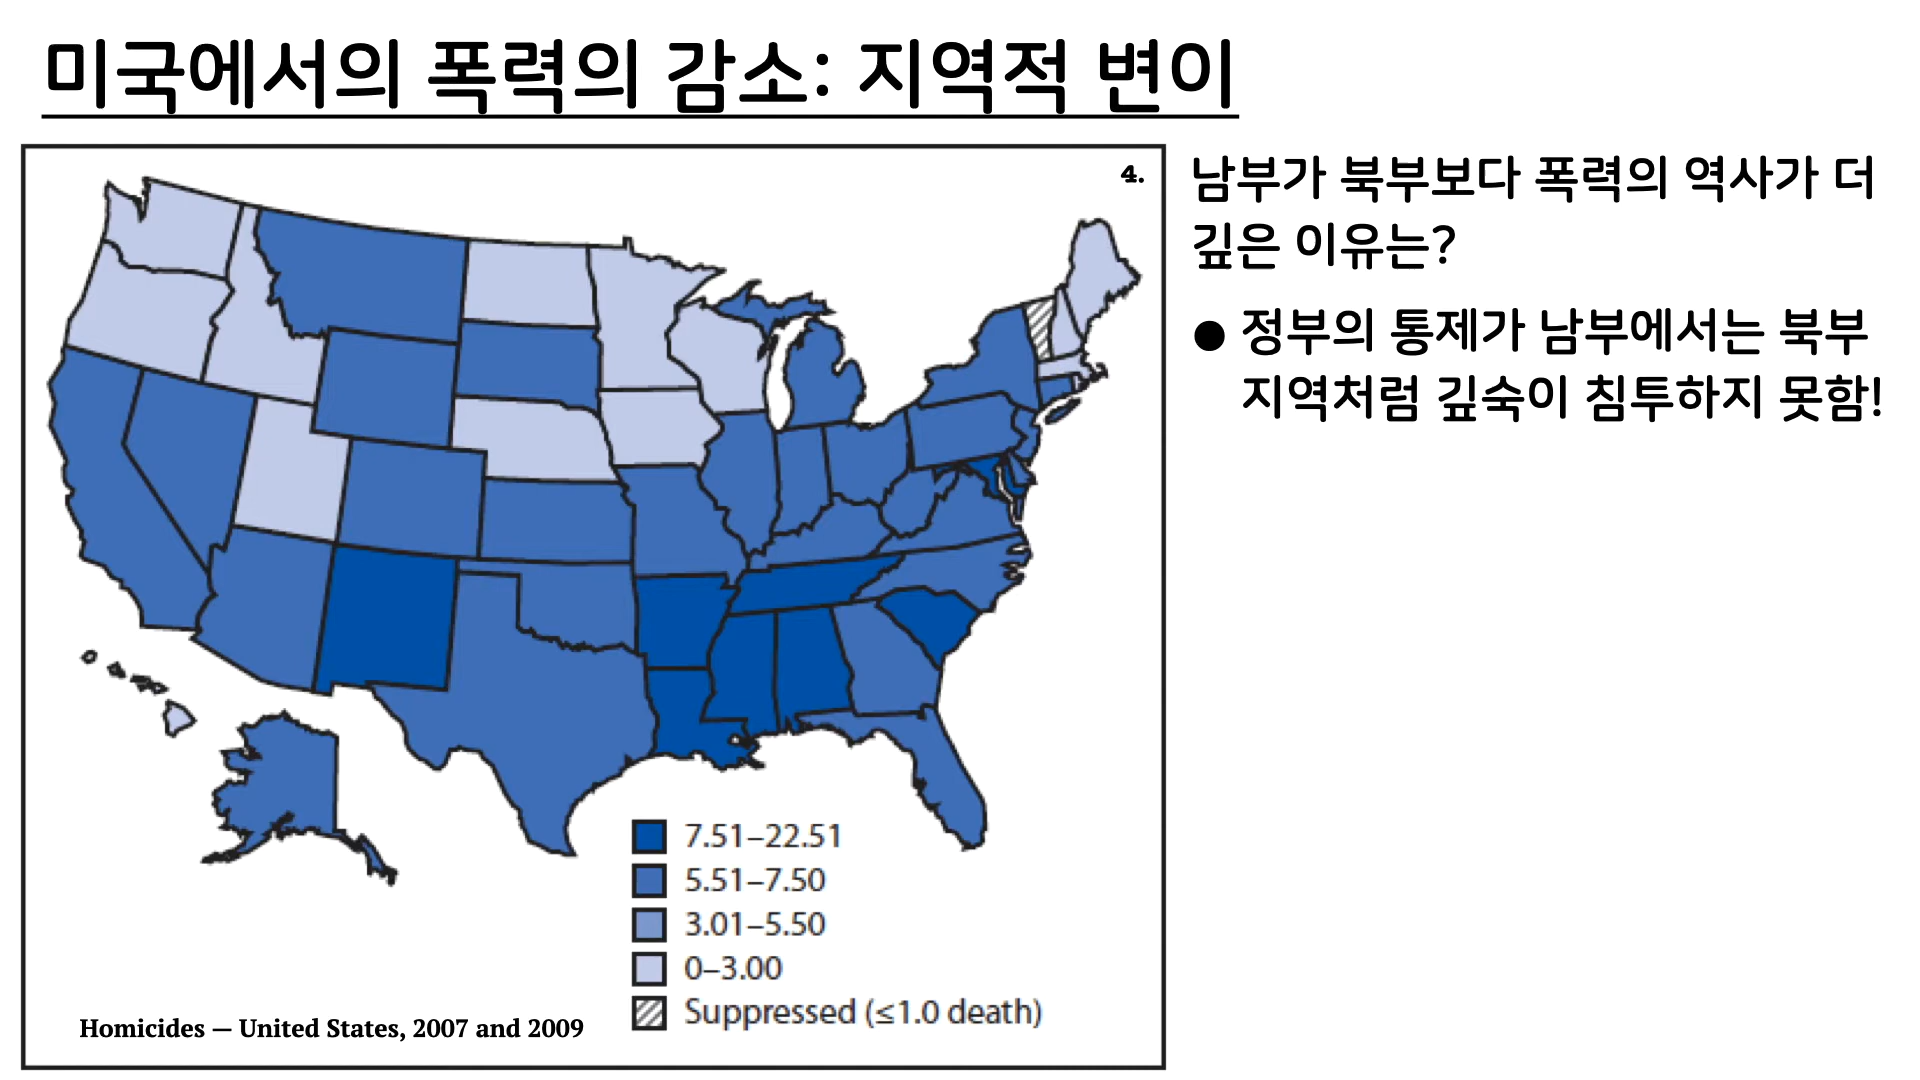 미국에서의 폭력의 감소: 지역적 변이
4.
남부가 북부보다 폭력의 역사가 더
깊은 이유는?
● 정부의 통제가 남부에서는 북부
지역처럼 깊숙이 침투하지 못함!
7.51–22.51
5.51–7.50
3.01–5.50
0–3.00
Suppressed (≤1.0 death)
Homicides — United States, 2007 and 2009